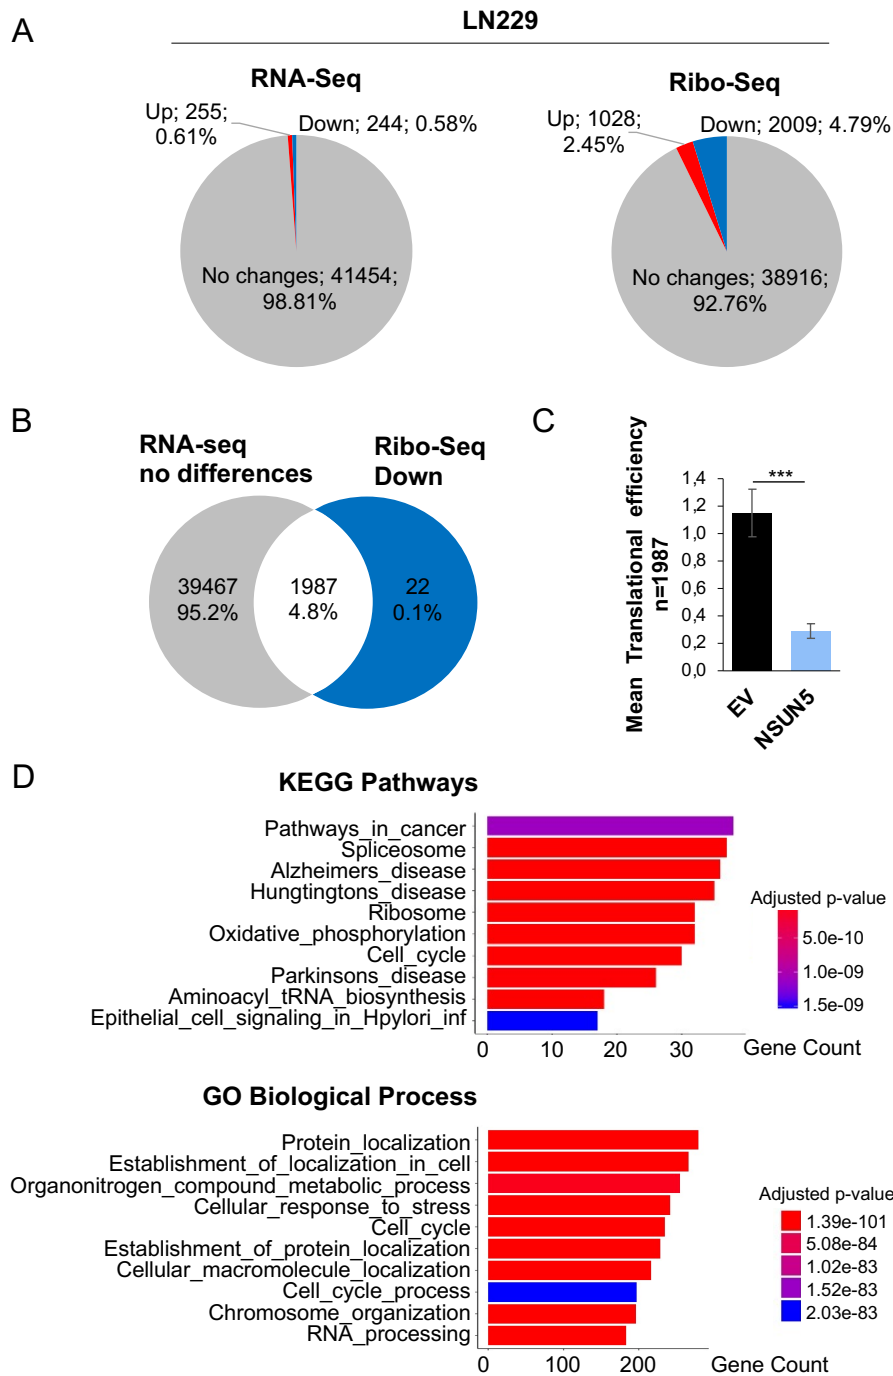 A
LN229
RNA-Seq
Ribo-Seq
Up; 255;
0.61%
Down; 244; 0.58%
Up; 1028;
2.45%
Down; 2009; 4.79%
No changes; 41454;
98.81%
No changes; 38916;
92.76%
B
RNA-seq
no differences
Ribo-Seq
Down
39467
95.2%
1987
4.8%
22
0.1%
C
Mean Translational efficiency
n=1987
1,4
1,2
1,0
0,8
0,6
0,4
0,2
0,0
***
EV
NSUN5
D
KEGG Pathways
Pathways_in_cancer
Spliceosome
Alzheimers_disease
Hungtingtons_disease
Ribosome
Oxidative_phosphorylation
Cell_cycle
Parkinsons_disease
Aminoacyl_tRNA_biosynthesis
Epithelial_cell_signaling_in_Hpylori_inf
0 10 20 30 Gene Count
Adjusted p-value
5.0e-10
1.0e-09
1.5e-09
GO Biological Process
Protein_localization
Establishment_of_localization_in_cell
Organonitrogen_compound_metabolic_process
Cellular_response_to_stress
Cell_cycle
Establishment_of_protein_localization
Cellular_macromolecule_localization
Cell_cycle_process
Chromosome_organization
RNA_processing
0 100 200 Gene Count
Adjusted p-value
1.39e-101
5.08e-84
1.02e-83
1.52e-83
2.03e-83